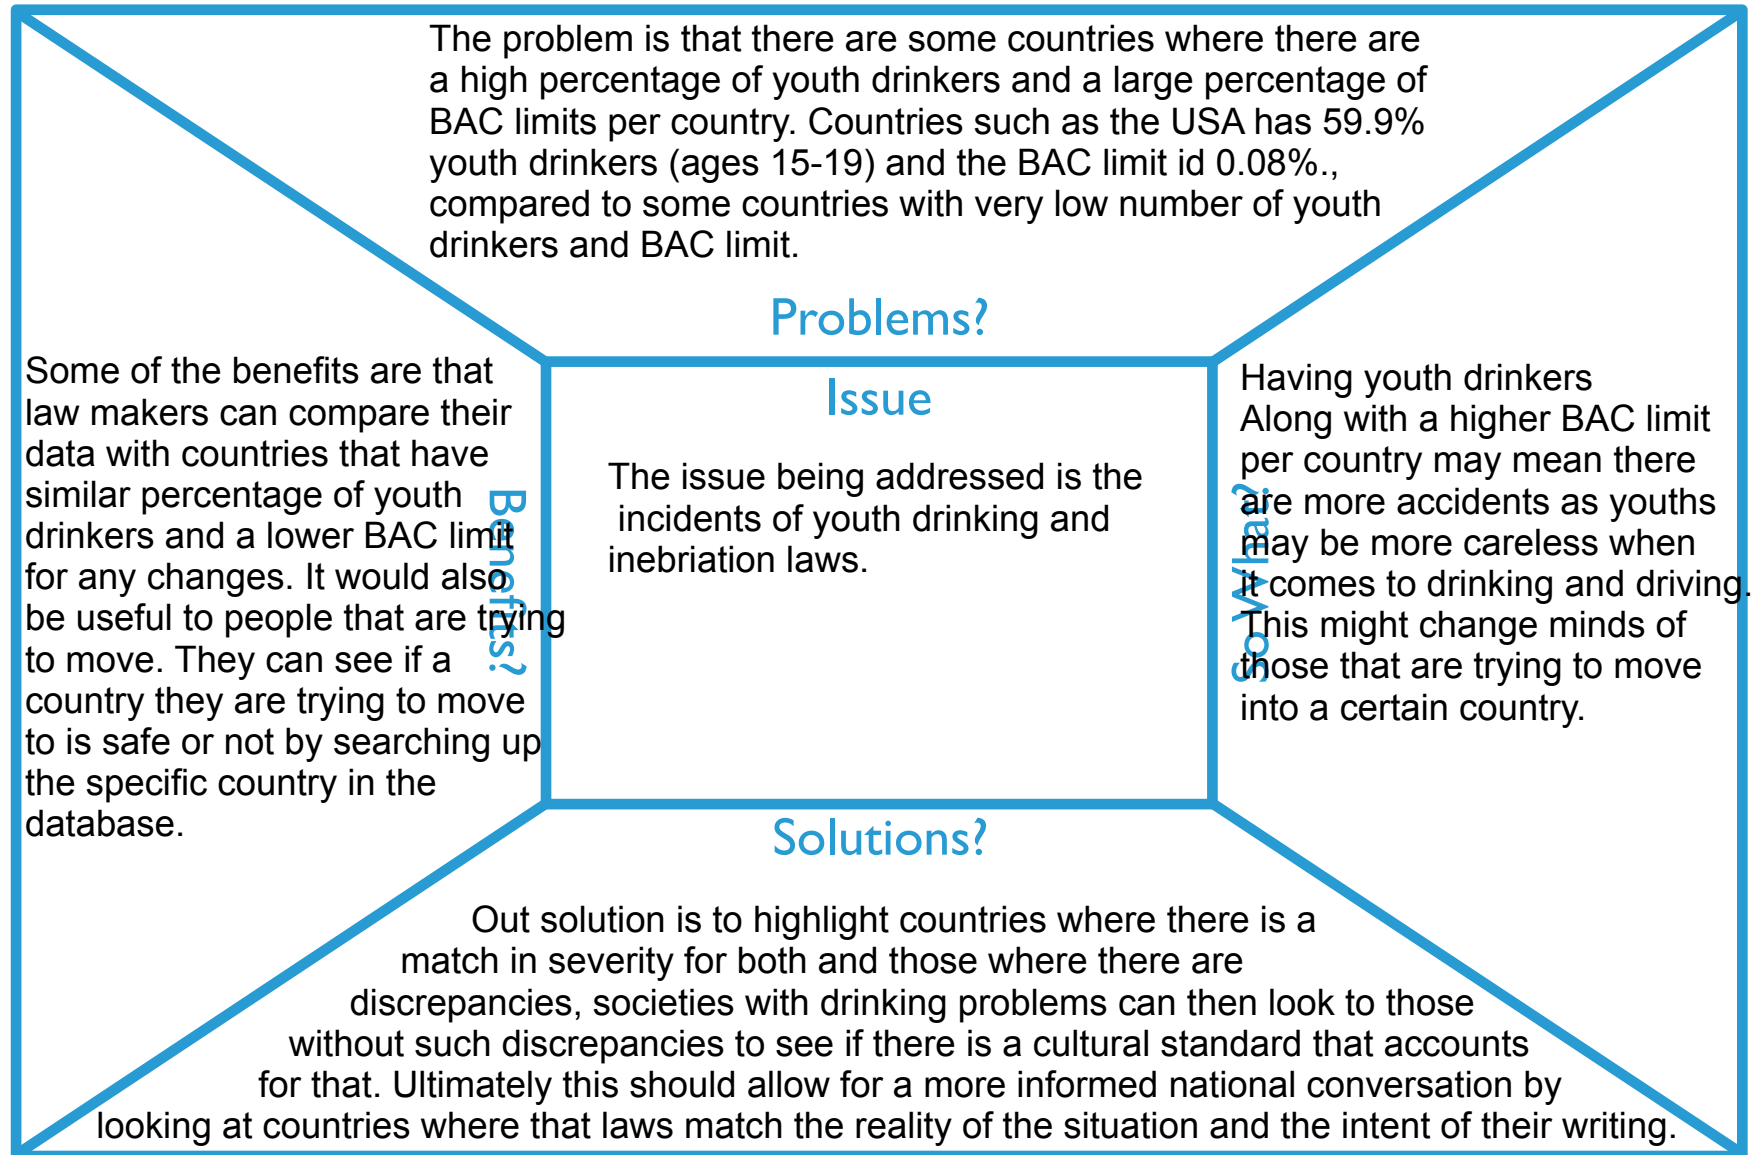 The problem is that there are some countries where there are
a high percentage of youth drinkers and a large percentage of
BAC limits per country. Countries such as the USA has 59.9%
youth drinkers (ages 15-19) and the BAC limit id 0.08%.,
compared to some countries with very low number of youth
drinkers and BAC limit.
Problems?
Some of the benefits are that
law makers can compare their
data with countries that have
similar percentage of youth
drinkers and a lower BAC limit
for any changes. It would also
be useful to people that are trying
to move. They can see if a
country they are trying to move
to is safe or not by searching up
the specific country in the
database.
Benefits?
Issue
The issue being addressed is the
incidents of youth drinking and
inebriation laws.
So What?
Having youth drinkers
Along with a higher BAC limit
per country may mean there
are more accidents as youths
may be more careless when
it comes to drinking and driving.
This might change minds of
those that are trying to move
into a certain country.
Solutions?
Out solution is to highlight countries where there is a
match in severity for both and those where there are
discrepancies, societies with drinking problems can then look to those
without such discrepancies to see if there is a cultural standard that accounts
for that. Ultimately this should allow for a more informed national conversation by
looking at countries where that laws match the reality of the situation and the intent of their writing.